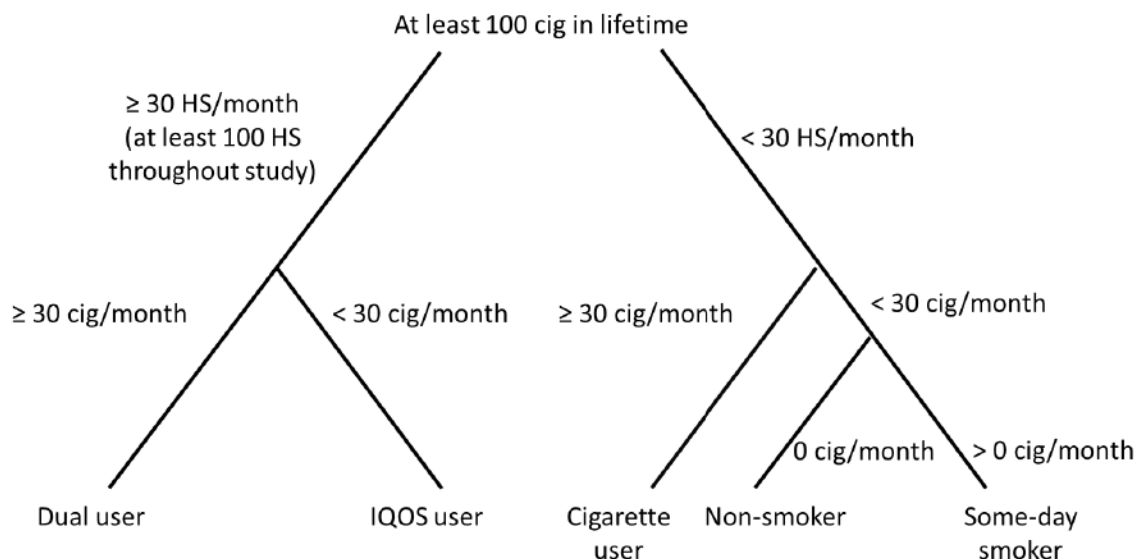 At least 100 cig in lifetime
≥ 30 HS/month
(at least 100 HS
throughout study)
< 30 HS/month
≥ 30 cig/month
< 30 cig/month
≥ 30 cig/month
< 30 cig/month
0 cig/month
> 0 cig/month
Dual user
IQOS user
Cigarette
user
Non-smoker
Some-day
smoker